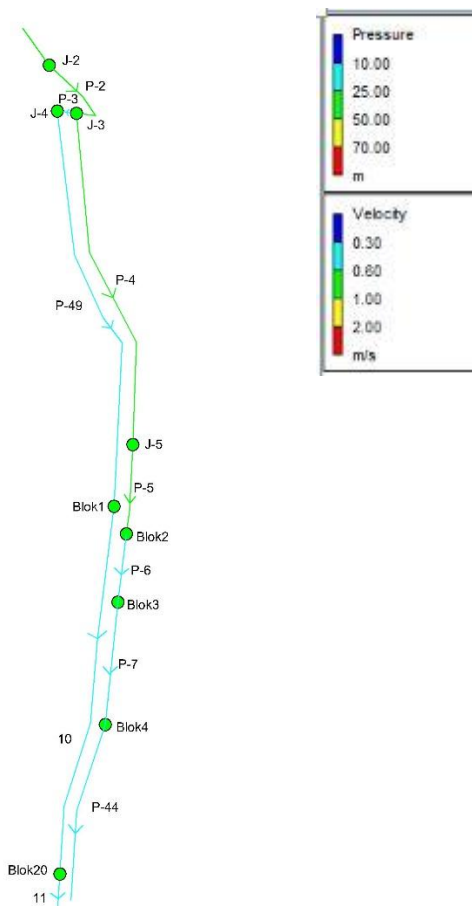 J-2
P-2
P-3
J-4
J-3
P-4
P-49
J-5
P-5
Blok1
Blok2
P-6
Blok3
P-7
Blok4
10
P-44
Blok20
11
Pressure
10.00
25.00
50.00
70.00
m
Velocity
0.30
0.60
1.00
2.00
m/s